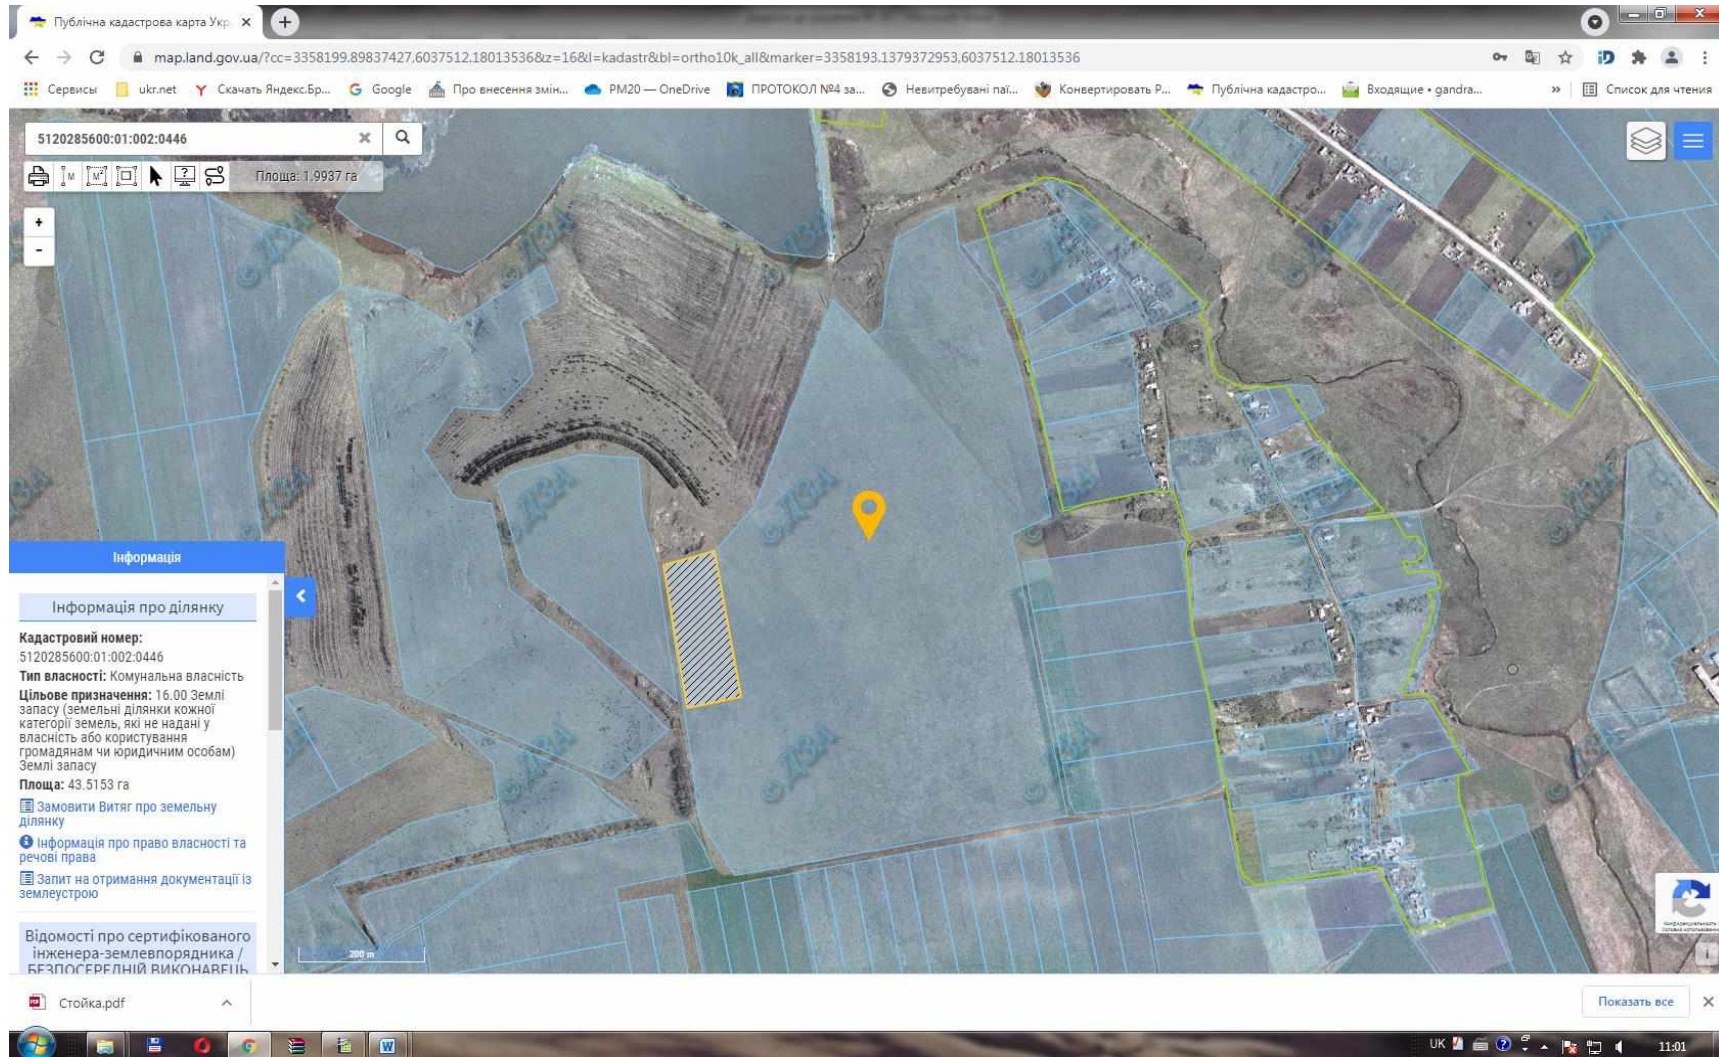 Публічна кадастрова карта Укр
map.land.gov.ua/?cc=3358199.89837427,6037512.18013536&z=16&l=kadastr&bl=ortho10k_all&marker=3358193.1379372953,6037512.18013536
Сервисы ukr.net Скачать Яндекс.Бр... Google Про внесення змін... PM20 — OneDrive ПРОТОКОЛ №4 за... Невитребувані паї... Конвертировать P... Публічна кадастро... Входящие • gandra... » Список для чтения
5120285600:01:002:0446
Площа: 1.9937 га
+
-
© ДЗА
Інформація
Інформація про ділянку
Кадастровий номер:
5120285600:01:002:0446
Тип власності: Комунальна власність
Цільове призначення: 16.00 Землі
запасу (земельні ділянки кожної
категорії земель, які не надані у
власність або користування
громадянам чи юридичним особам)
Землі запасу
Площа: 43.5153 га
Замовити Витяг про земельну
ділянку
Інформація про право власності та
речові права
Запит на отримання документації із
землеустрою
Відомості про сертифікованого
інженера-землевпорядника /
БЕЗПОСЕРЕДНІЙ ВИКОНАВЕЦЬ
200 m
Стойка.pdf
Показать все
UK
11:01